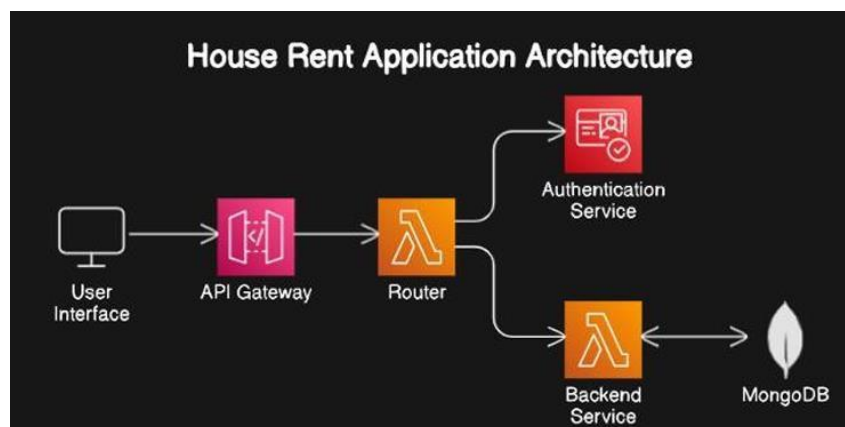 House Rent Application Architecture
Authentication
Service
User
Interface
API Gateway
Router
Backend
Service
MongoDB